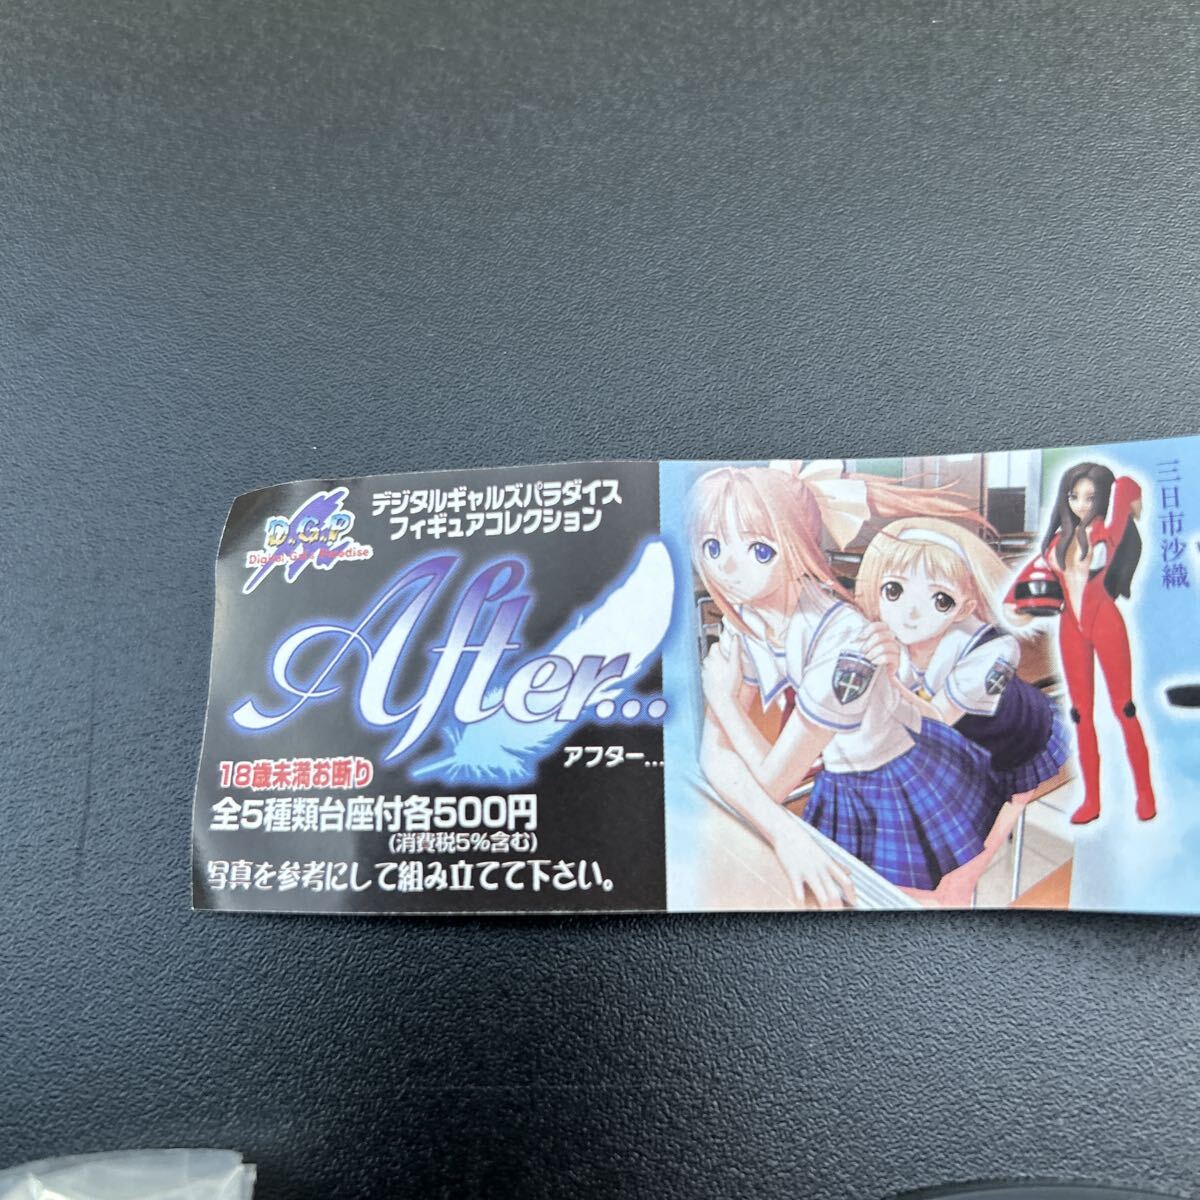 D.G.P
Digital Gals Paradise
デジタルギャルズパラダイス
フィギュアコレクション
After...
アフター...
18歳未満お断り
全5種類台座付各500円
(消費税5%含む)
写真を参考にして組み立てて下さい。
三日市沙織